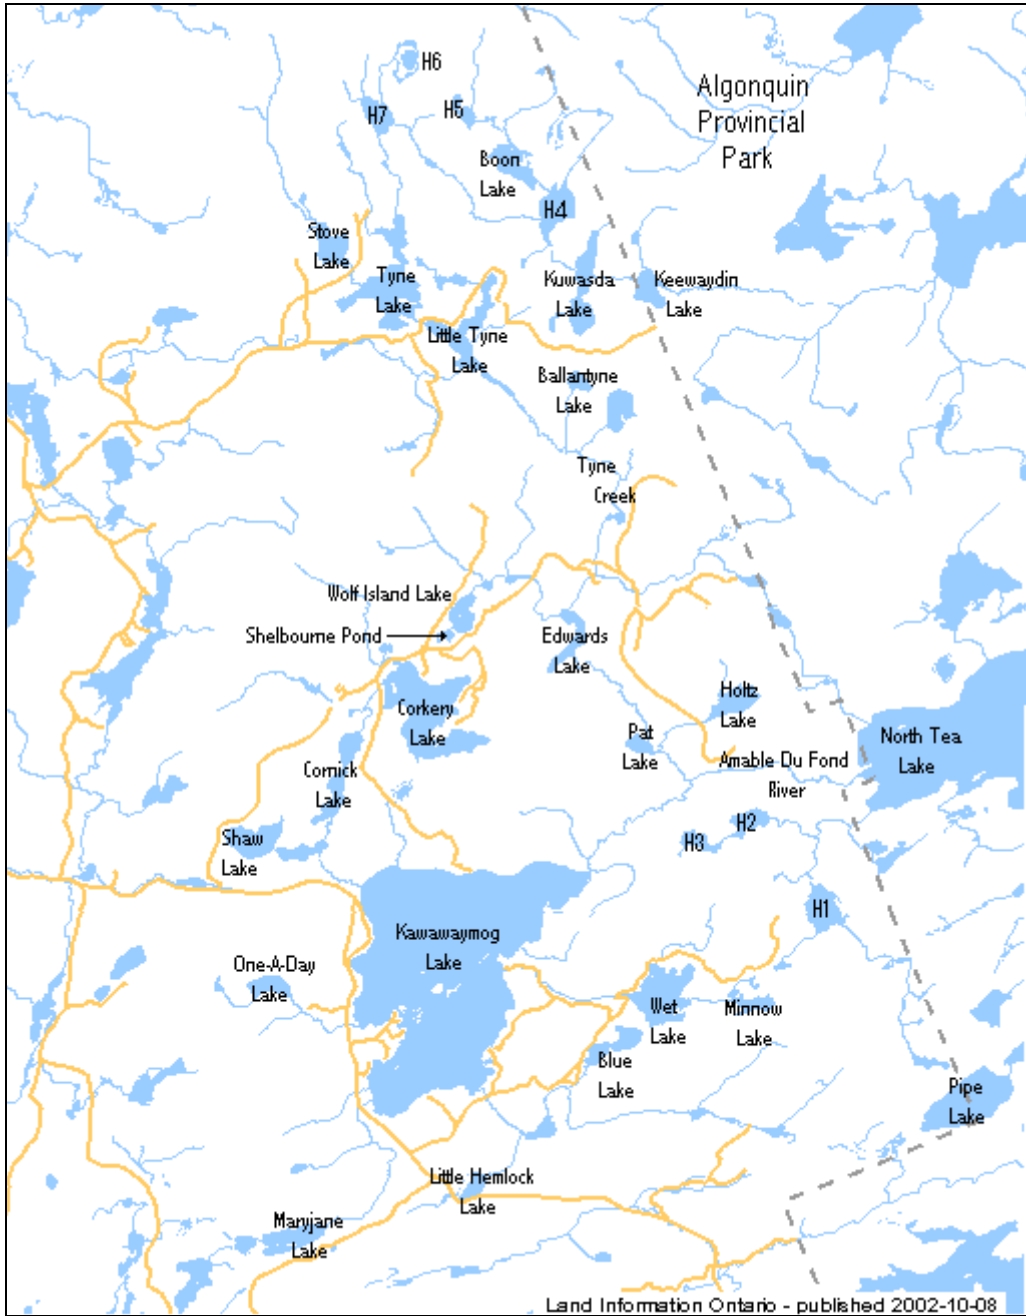 H6
Algonquin
Provincial
Park
H7
H5
Boon
Lake
H4
Stove
Lake
Tyne
Lake
Kuwasda
Lake
Keewaydin
Lake
Little Tyne
Lake
Ballantyne
Lake
Tyne
Creek
Wolf Island Lake
Shelbourne Pond
Edwards
Lake
Corkery
Lake
Holtz
Lake
Pat
Lake
North Tea
Lake
Amable Du Fond
River
Cornick
Lake
Shaw
Lake
H3
H2
H1
Kawawaymog
Lake
One-A-Day
Lake
Wet
Lake
Minnow
Lake
Blue
Lake
Pipe
Lake
Little Hemlock
Lake
Maryjane
Lake
Land Information Ontario - published 2002-10-08